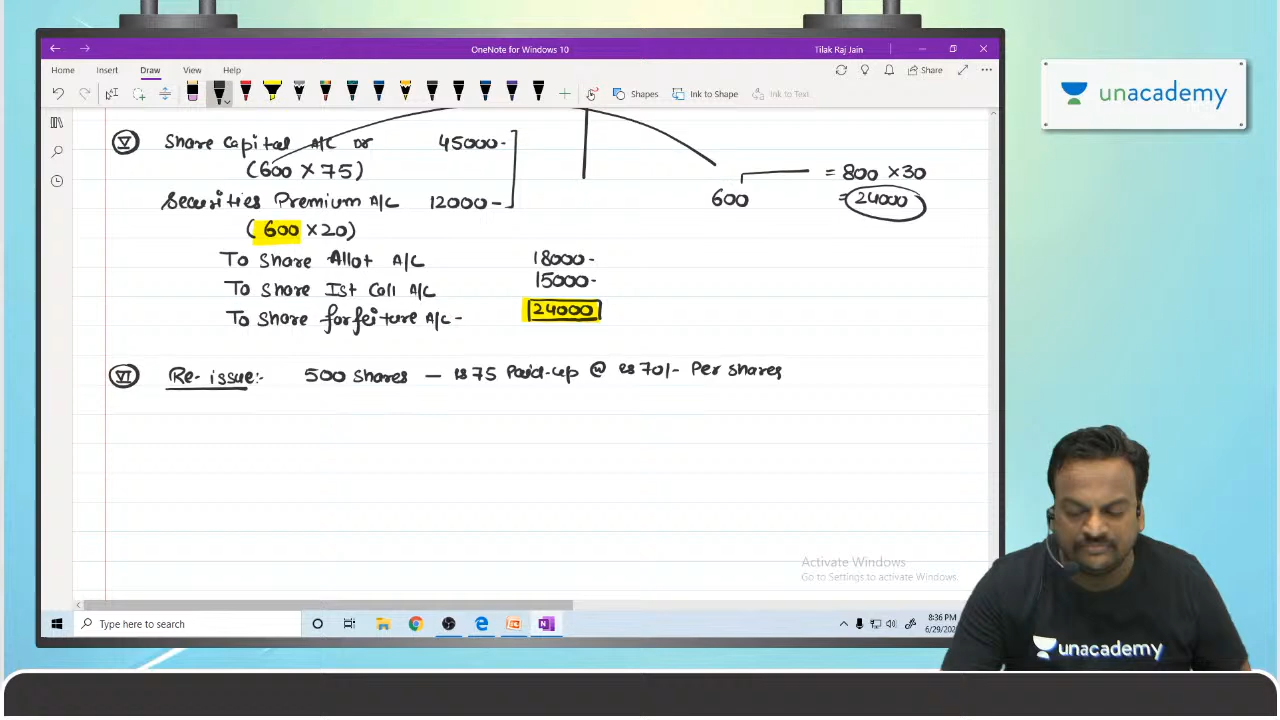 OneNote for Windows 10
Tilak Raj Jain
Home Insert Draw View Help
Share
Shapes Ink to Shape Ink to Text
unacademy
V Share Capital A/C Dr 45000-
(600 X 75)
= 800 X30
Securities Premium A/C 12000-
600 = 24000
(600 X20)
To Share Allot A/C 18000-
To Share Ist Call A/C 15000-
To Share forfeiture A/C- 24000
VI Re-issue:- 500 Shares — Rs 75 Paid-up @ Rs 70/- Per Shares
Activate Windows
Go to Settings to activate Windows.
Type here to search
8:36 PM
unacademy